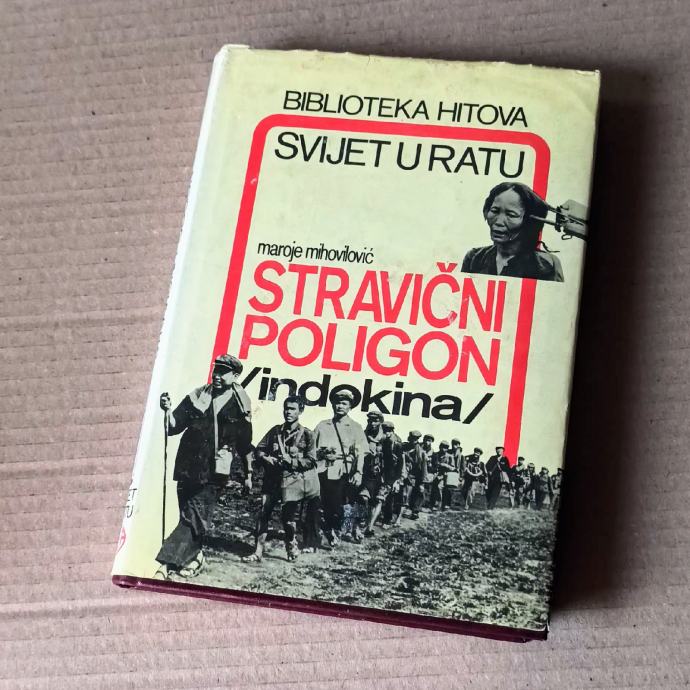 BIBLIOTEKA HITOVA
SVIJET U RATU
maroje mihovilović
STRAVIČNI
POLIGON
/indokina/